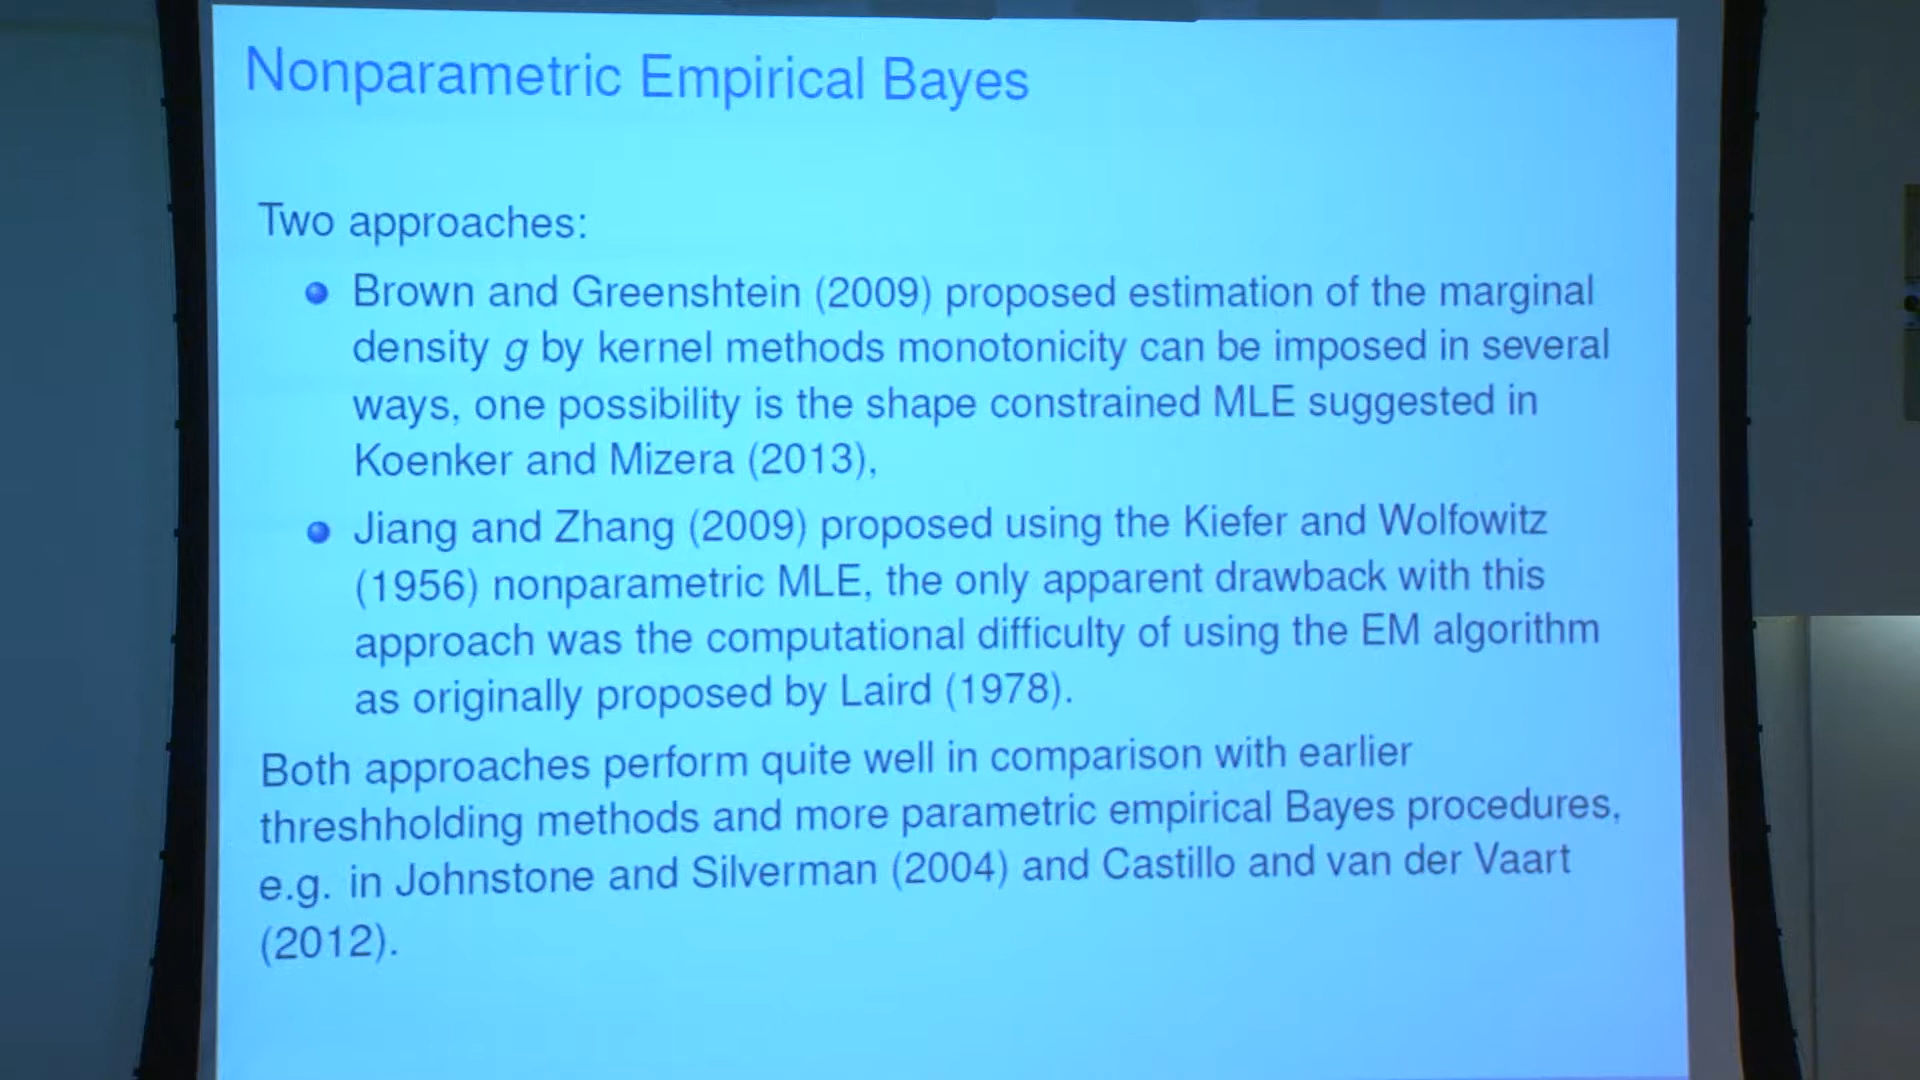 Nonparametric Empirical Bayes
Two approaches:
Brown and Greenshtein (2009) proposed estimation of the marginal
density g by kernel methods monotonicity can be imposed in several
ways, one possibility is the shape constrained MLE suggested in
Koenker and Mizera (2013),
Jiang and Zhang (2009) proposed using the Kiefer and Wolfowitz
(1956) nonparametric MLE, the only apparent drawback with this
approach was the computational difficulty of using the EM algorithm
as originally proposed by Laird (1978).
Both approaches perform quite well in comparison with earlier
threshholding methods and more parametric empirical Bayes procedures,
e.g. in Johnstone and Silverman (2004) and Castillo and van der Vaart
(2012).